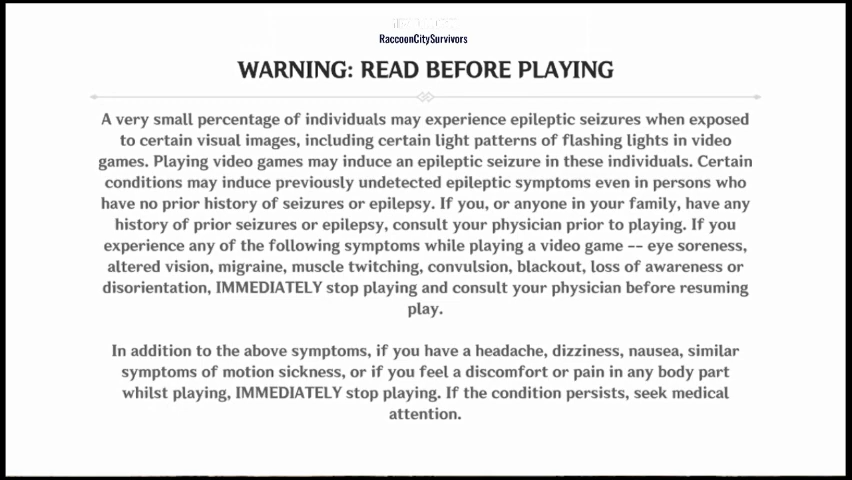 RaccoonCitySurvivors
WARNING: READ BEFORE PLAYING
A very small percentage of individuals may experience epileptic seizures when exposed
to certain visual images, including certain light patterns of flashing lights in video
games. Playing video games may induce an epileptic seizure in these individuals. Certain
conditions may induce previously undetected epileptic symptoms even in persons who
have no prior history of seizures or epilepsy. If you, or anyone in your family, have any
history of prior seizures or epilepsy, consult your physician prior to playing. If you
experience any of the following symptoms while playing a video game -- eye soreness,
altered vision, migraine, muscle twitching, convulsion, blackout, loss of awareness or
disorientation, IMMEDIATELY stop playing and consult your physician before resuming
play.
In addition to the above symptoms, if you have a headache, dizziness, nausea, similar
symptoms of motion sickness, or if you feel a discomfort or pain in any body part
whilst playing, IMMEDIATELY stop playing. If the condition persists, seek medical
attention.